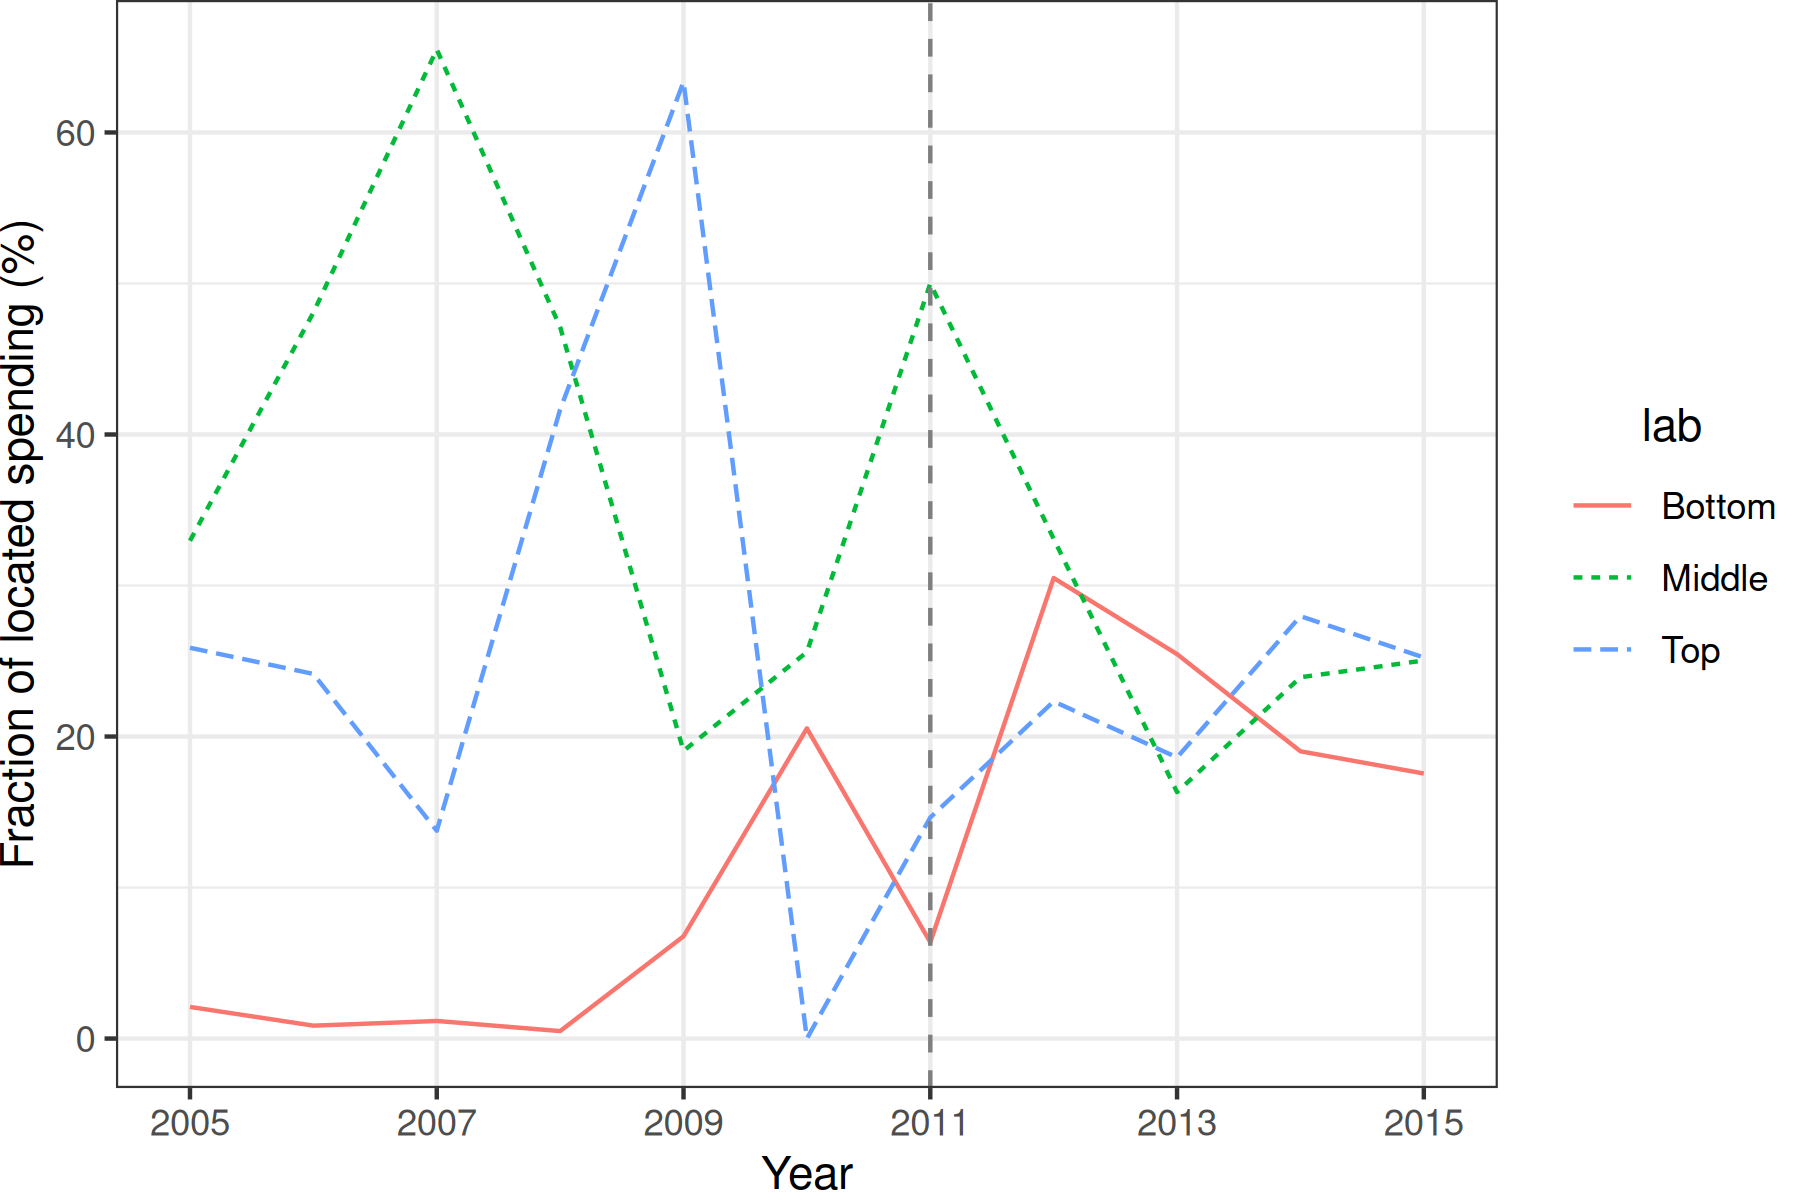 Fraction of located spending (%)
60
40
20
0
2005 2007 2009 2011 2013 2015
Year
lab
Bottom
Middle
Top